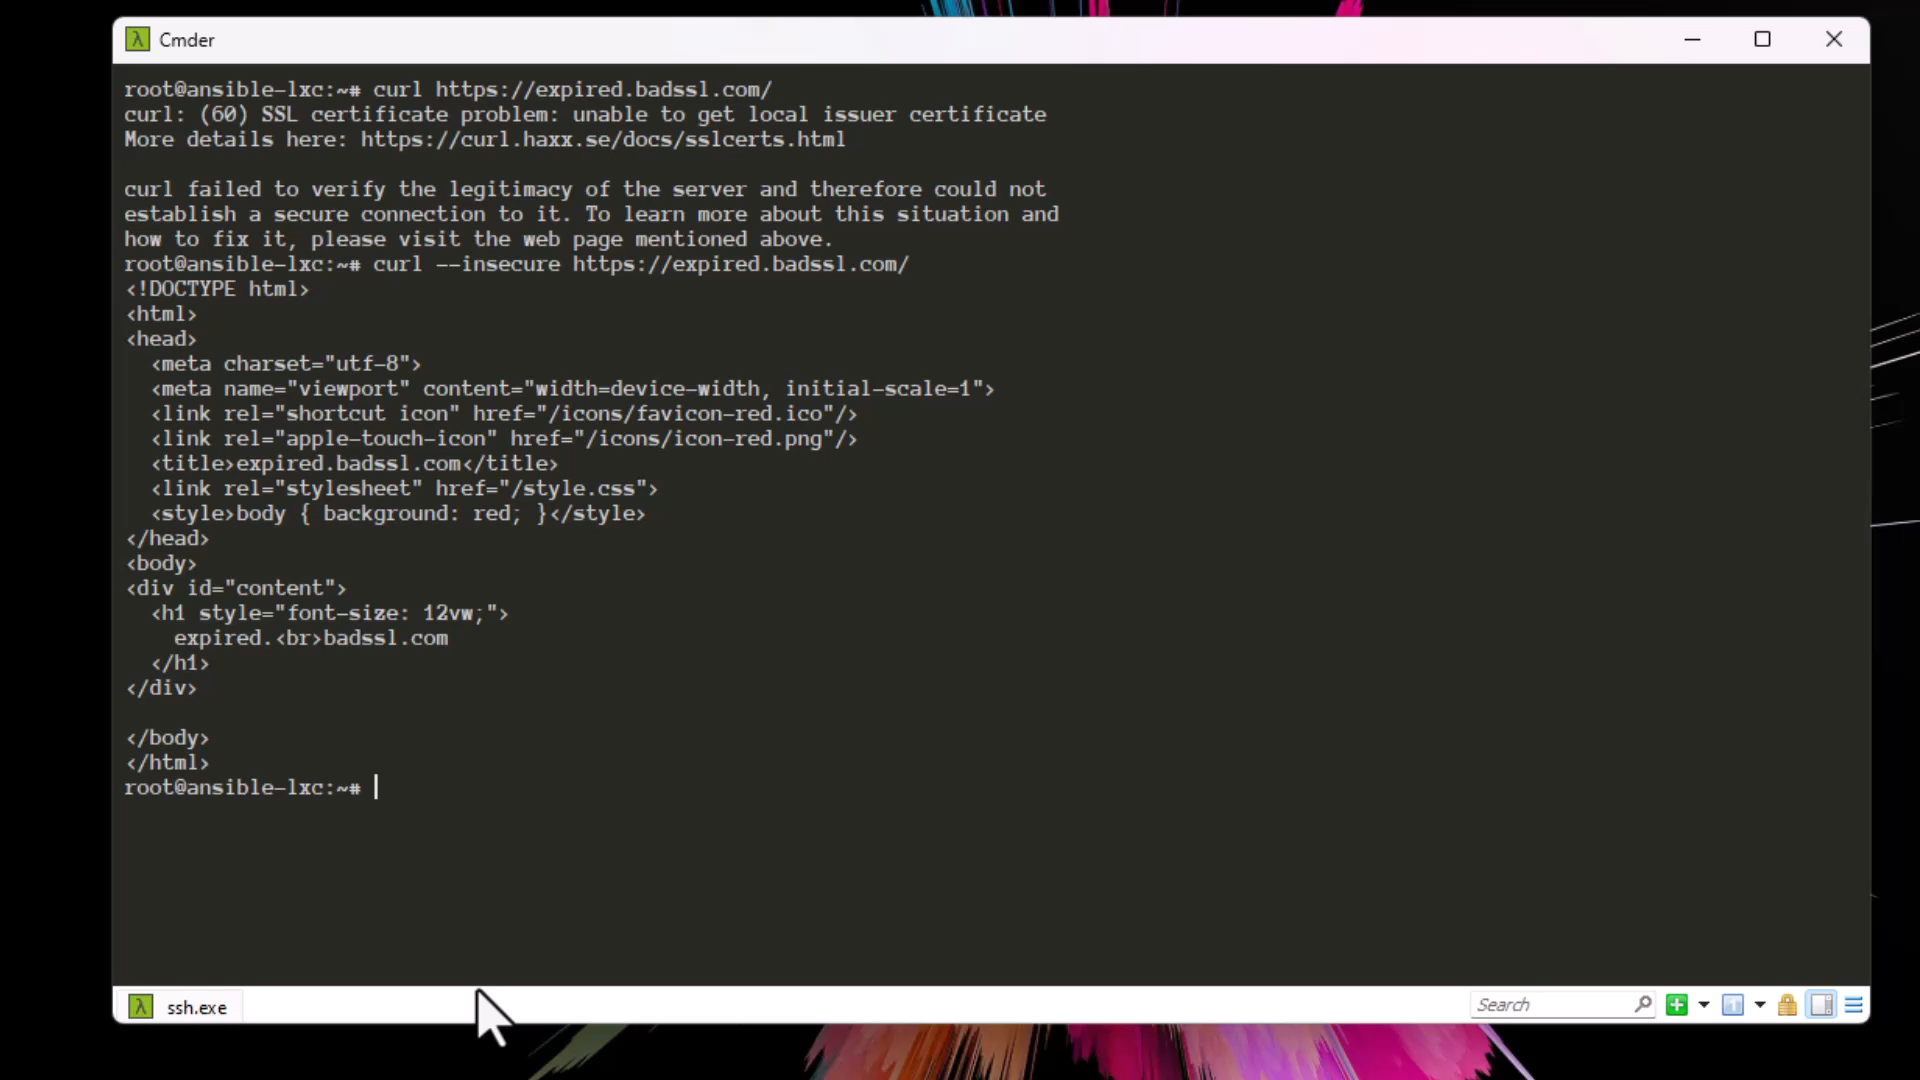 Cmder
root@ansible-lxc:~# curl https://expired.badssl.com/
curl: (60) SSL certificate problem: unable to get local issuer certificate
More details here: https://curl.haxx.se/docs/sslcerts.html
curl failed to verify the legitimacy of the server and therefore could not
establish a secure connection to it. To learn more about this situation and
how to fix it, please visit the web page mentioned above.
root@ansible-lxc:~# curl --insecure https://expired.badssl.com/
<!DOCTYPE html>
<html>
<head>
  <meta charset="utf-8">
  <meta name="viewport" content="width=device-width, initial-scale=1">
  <link rel="shortcut icon" href="/icons/favicon-red.ico"/>
  <link rel="apple-touch-icon" href="/icons/icon-red.png"/>
  <title>expired.badssl.com</title>
  <link rel="stylesheet" href="/style.css">
  <style>body { background: red; }</style>
</head>
<body>
<div id="content">
  <h1 style="font-size: 12vw;">
    expired.<br>badssl.com
  </h1>
</div>
</body>
</html>
root@ansible-lxc:~#
ssh.exe
Search